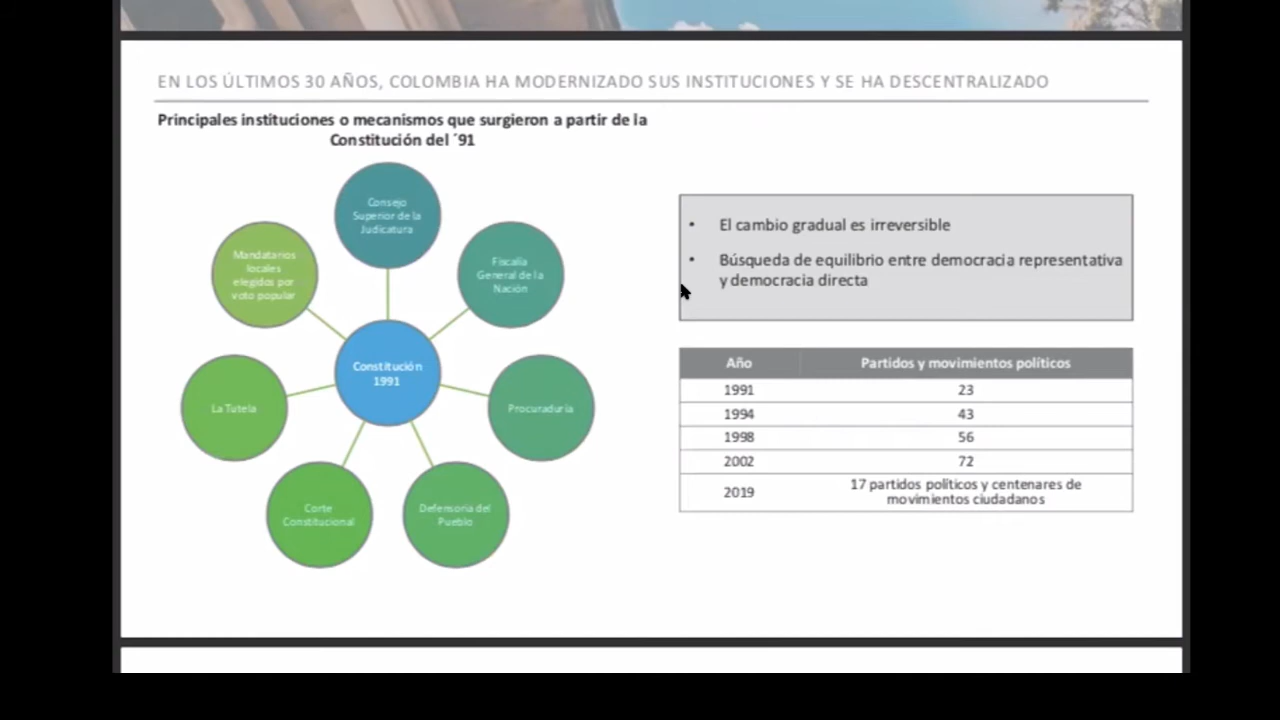 EN LOS ÚLTIMOS 30 AÑOS, COLOMBIA HA MODERNIZADO SUS INSTITUCIONES Y SE HA DESCENTRALIZADO
Principales instituciones o mecanismos que surgieron a partir de la
Constitución del ´91
Consejo
Superior de la
Judicatura
Fiscalía
General de la
Nación
Procuraduría
Defensoría del
Pueblo
Corte
Constitucional
La Tutela
Mandatarios
locales
elegidos por
voto popular
Constitución
1991
• El cambio gradual es irreversible
• Búsqueda de equilibrio entre democracia representativa
y democracia directa
Año Partidos y movimientos políticos
1991 23
1994 43
1998 56
2002 72
2019 17 partidos políticos y centenares de
movimientos ciudadanos